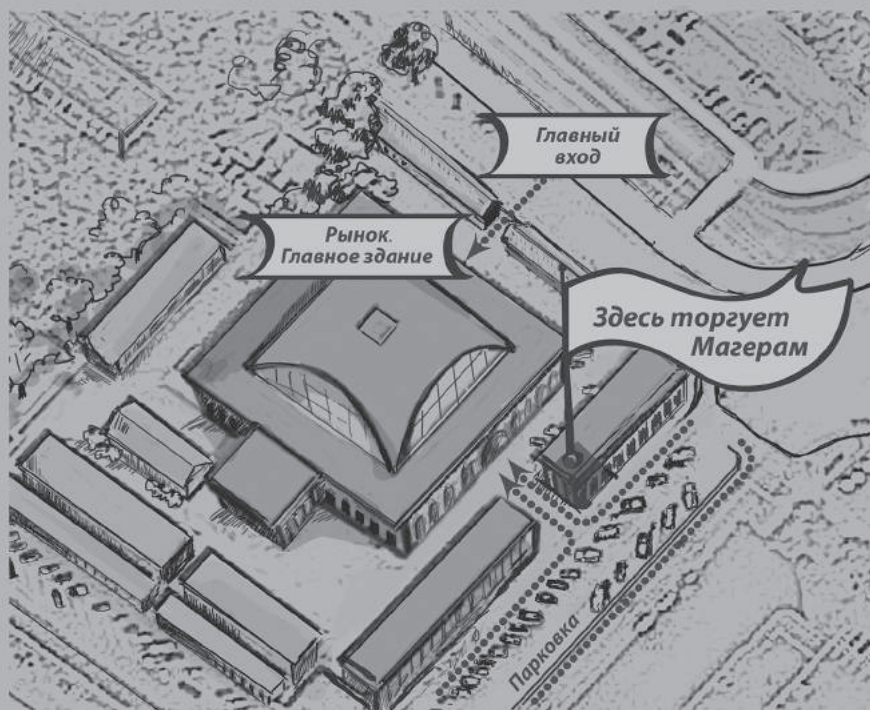 Главный
вход
Рынок.
Главное здание
Здесь торгует
Магерам
Парковка